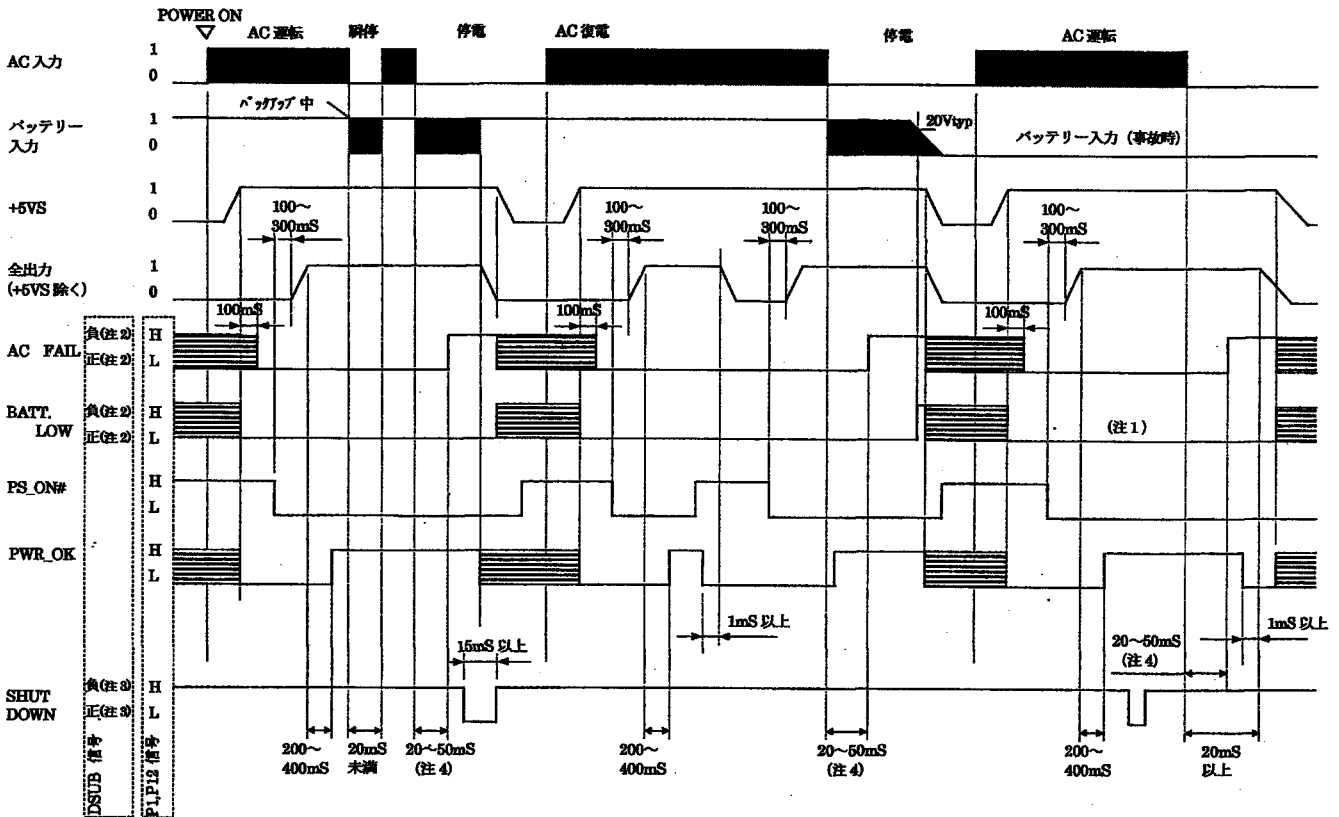 POWER ON
AC 運転 瞬停 停電 AC 復電 停電 AC 運転
AC 入力 1
0
バックアップ 中
バッテリー
入力 1
0
20Vtyp
バッテリー入力（事故時）
+5VS 1
0
100～
300mS
100～
300mS
100～
300mS
100～
300mS
全出力
(+5VS 除く) 1
0
100mS 100mS 100mS
AC FAIL 負(注2) H
正(注2) L
BATT.
LOW 負(注2) H
正(注2) L
(注1)
PS_ON# H
L
PWR_OK H
L
15mS 以上
1mS 以上
20～50mS
(注4)
1mS 以上
SHUT
DOWN 負(注3) H
正(注3) L
DSUB 信号
P1,P12 信号
200～
400mS
20mS
未満
20～50mS
(注4)
200～
400mS
20～50mS
(注4)
200～
400mS
20mS
以上